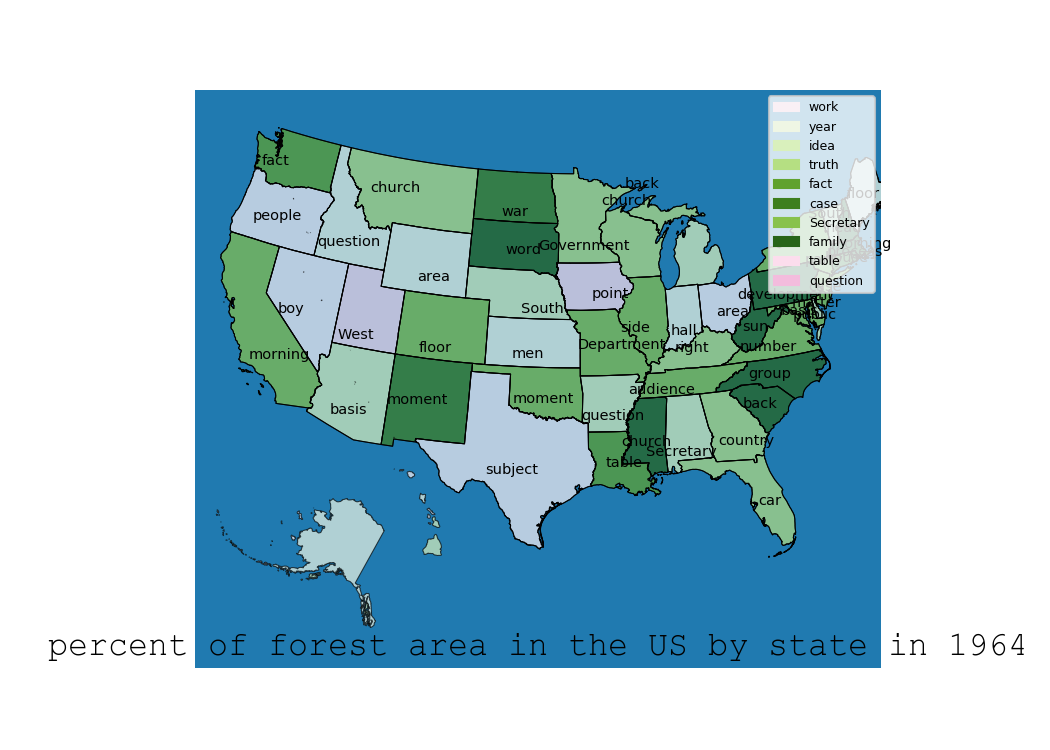 work
year
idea
truth
fact
case
Secretary
family
table
question
fact
church
back
church
people
question
war
word
Government
area
boy
West
South
point
development
area
matter
public
sun
side
hall
right
Department
number
morning
floor
men
group
basis
moment
moment
audience
question
back
church
Secretary
country
table
subject
car
floor
percent of forest area in the US by state in 1964